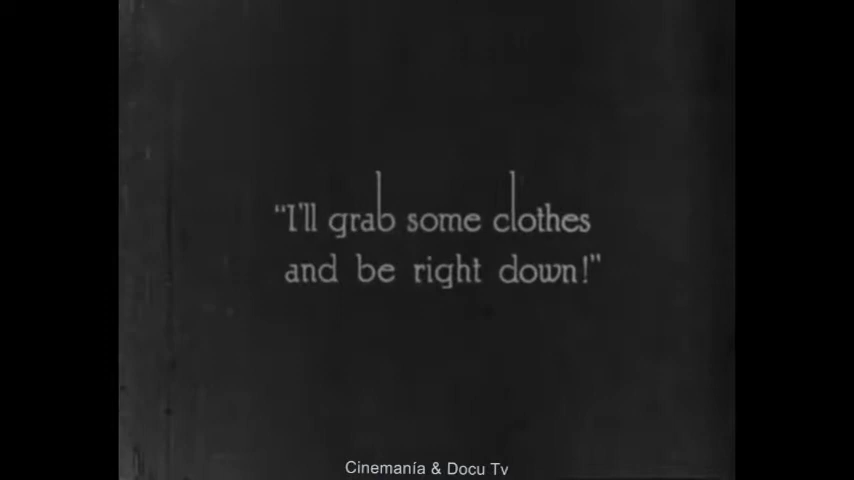 "I'll grab some clothes
and be right down!"
Cinemanía & Docu Tv